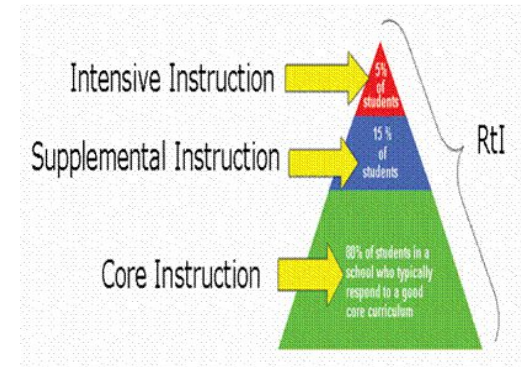 Intensive Instruction
5%
of
students
Supplemental Instruction
15 %
of
students
RtI
Core Instruction
80% of students in a
school who typically
respond to a good
core curriculum